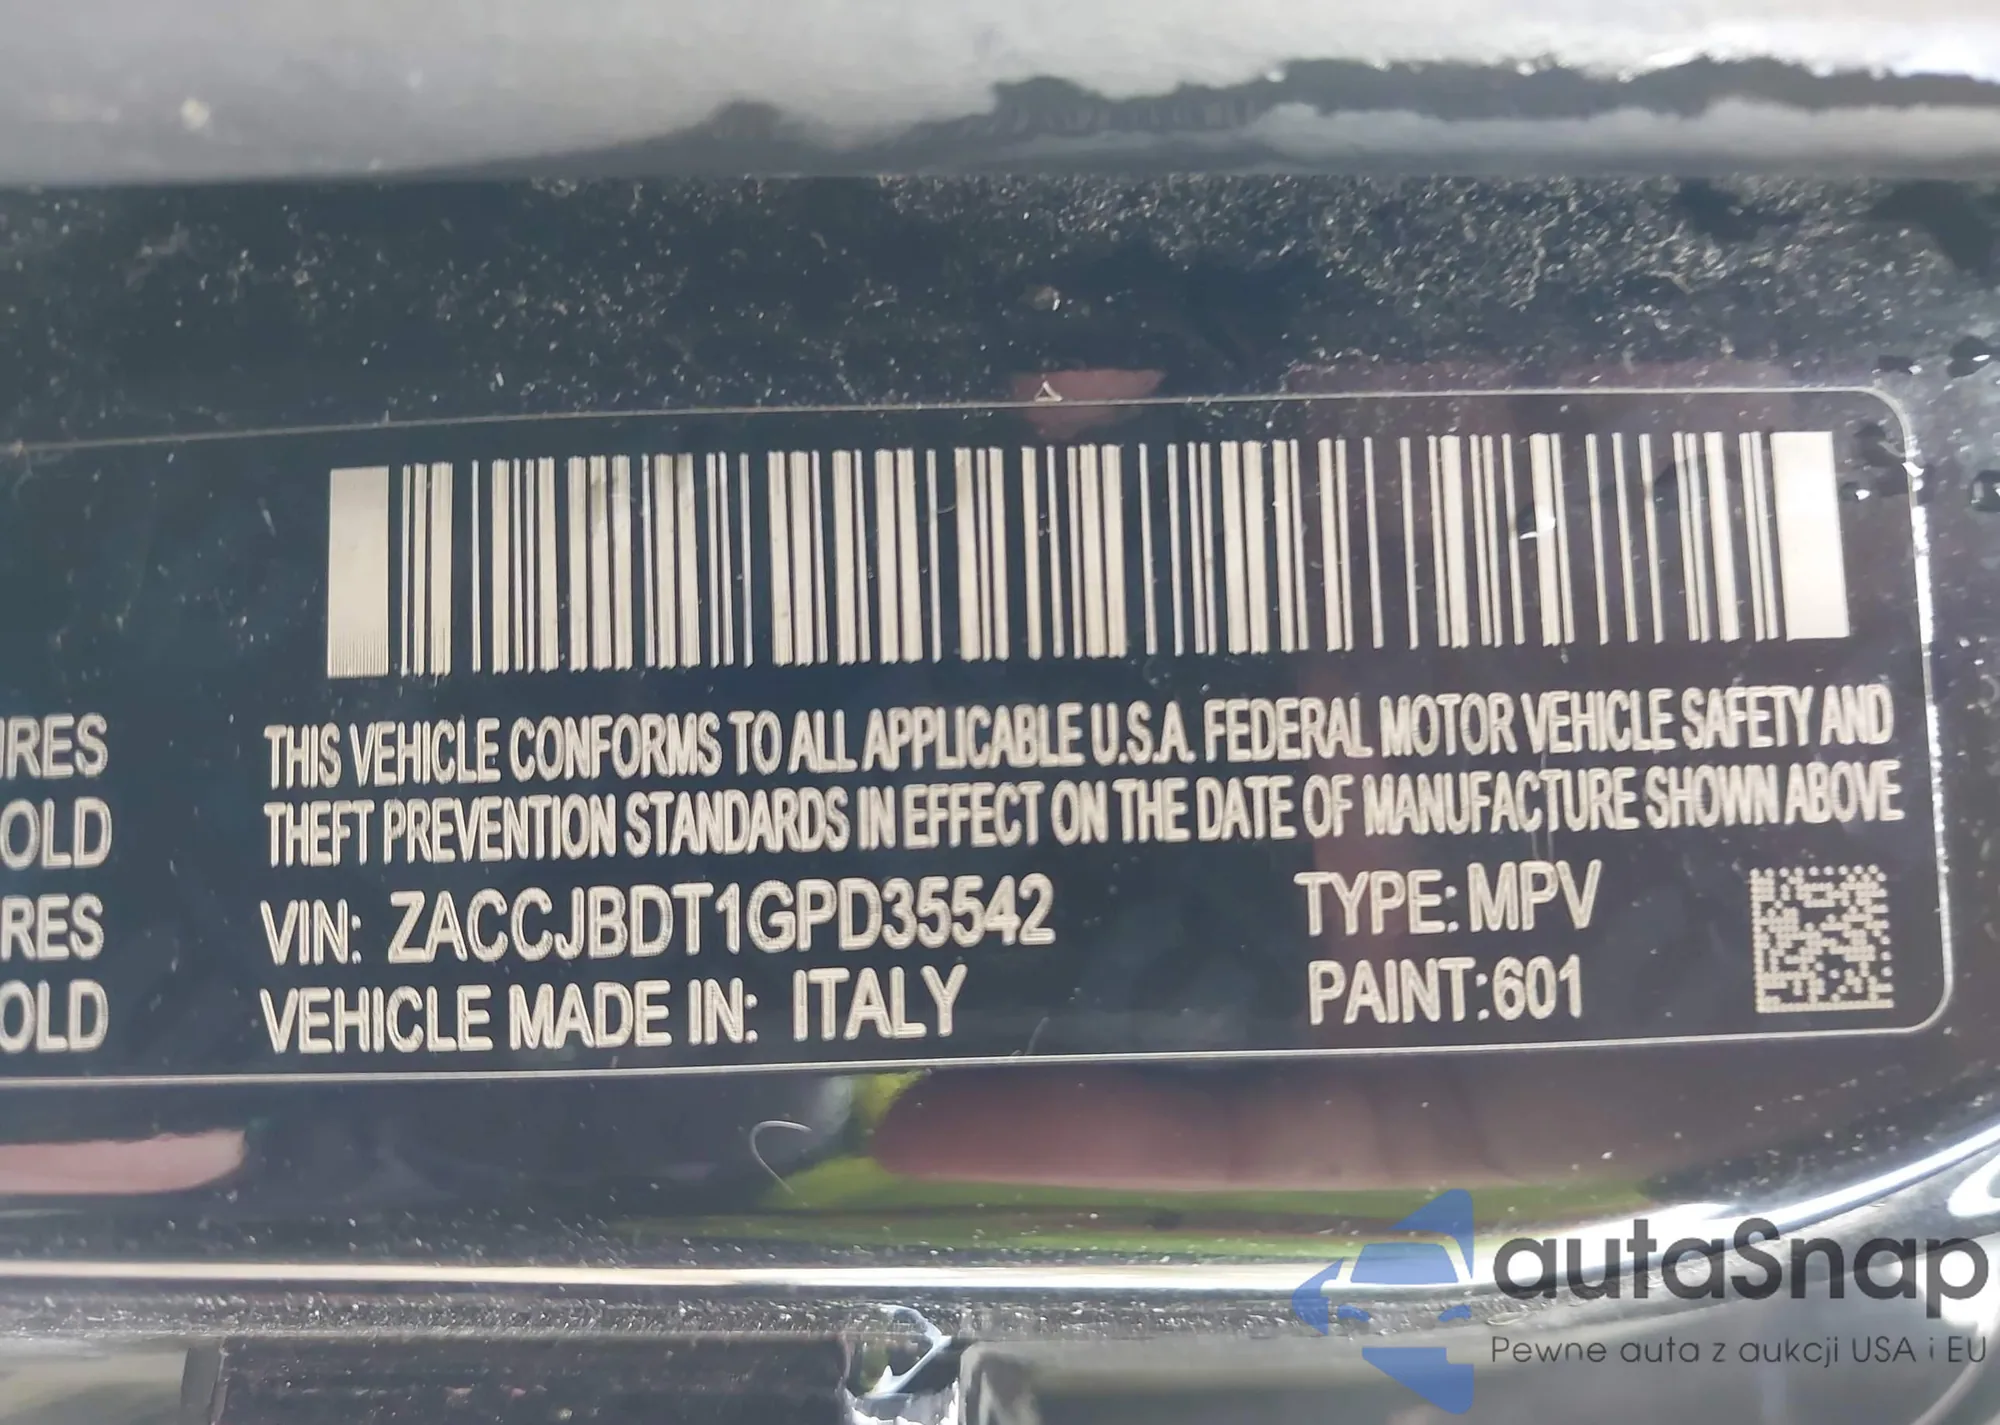 IRES
OLD
RES
OLD
THIS VEHICLE CONFORMS TO ALL APPLICABLE U.S.A. FEDERAL MOTOR VEHICLE SAFETY AND
THEFT PREVENTION STANDARDS IN EFFECT ON THE DATE OF MANUFACTURE SHOWN ABOVE
VIN: ZACCJBDT1GPD35542
TYPE: MPV
VEHICLE MADE IN: ITALY
PAINT:601
autaSnap
Pewne auta z aukcji USA i EU